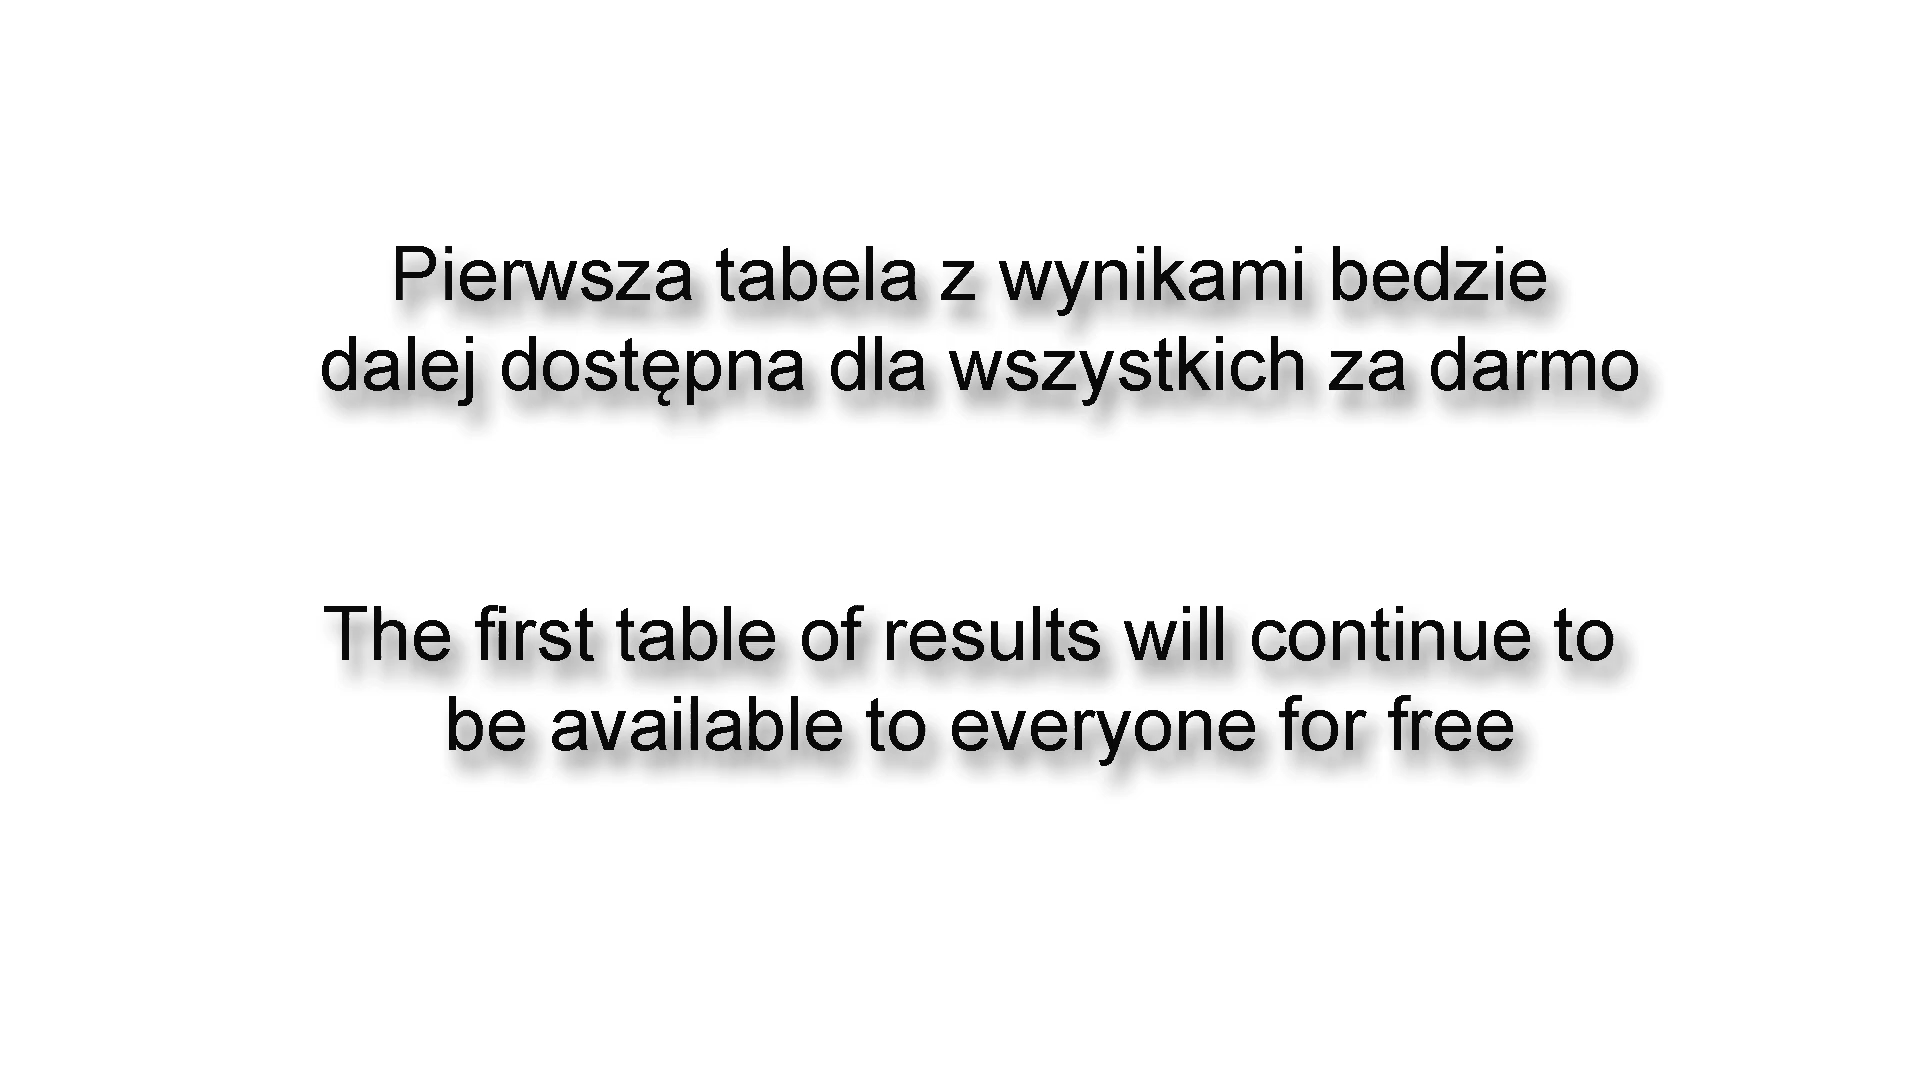 Pierwsza tabela z wynikami bedzie
dalej dostępna dla wszystkich za darmo
The first table of results will continue to
be available to everyone for free